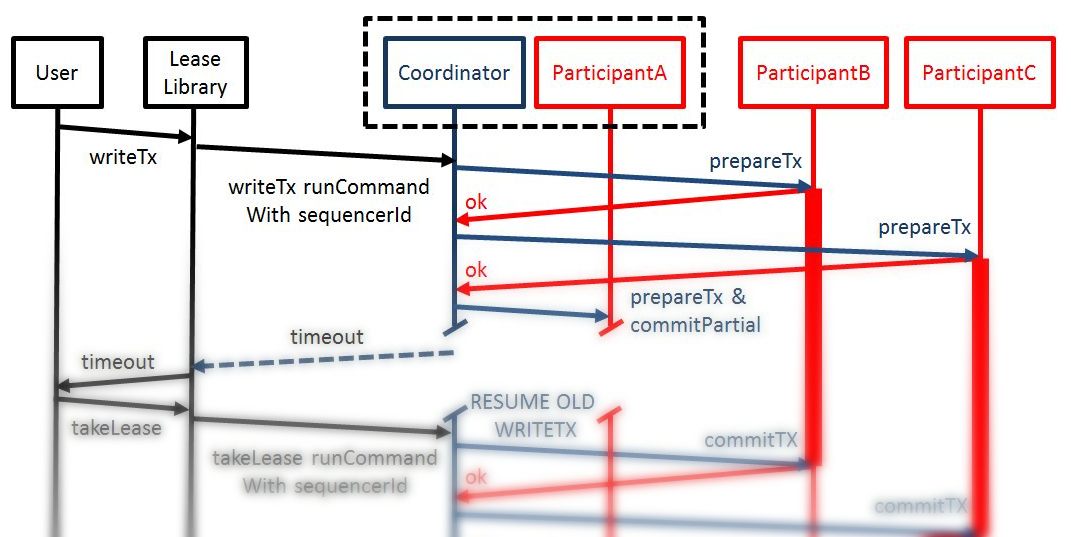 User
Lease
Library
Coordinator
ParticipantA
ParticipantB
ParticipantC
writeTx
writeTx runCommand
With sequencerId
prepareTx
ok
prepareTx
ok
prepareTx &
commitPartial
timeout
timeout
takeLease
RESUME OLD
WRITETX
takeLease runCommand
With sequencerId
commitTX
ok
commitTX